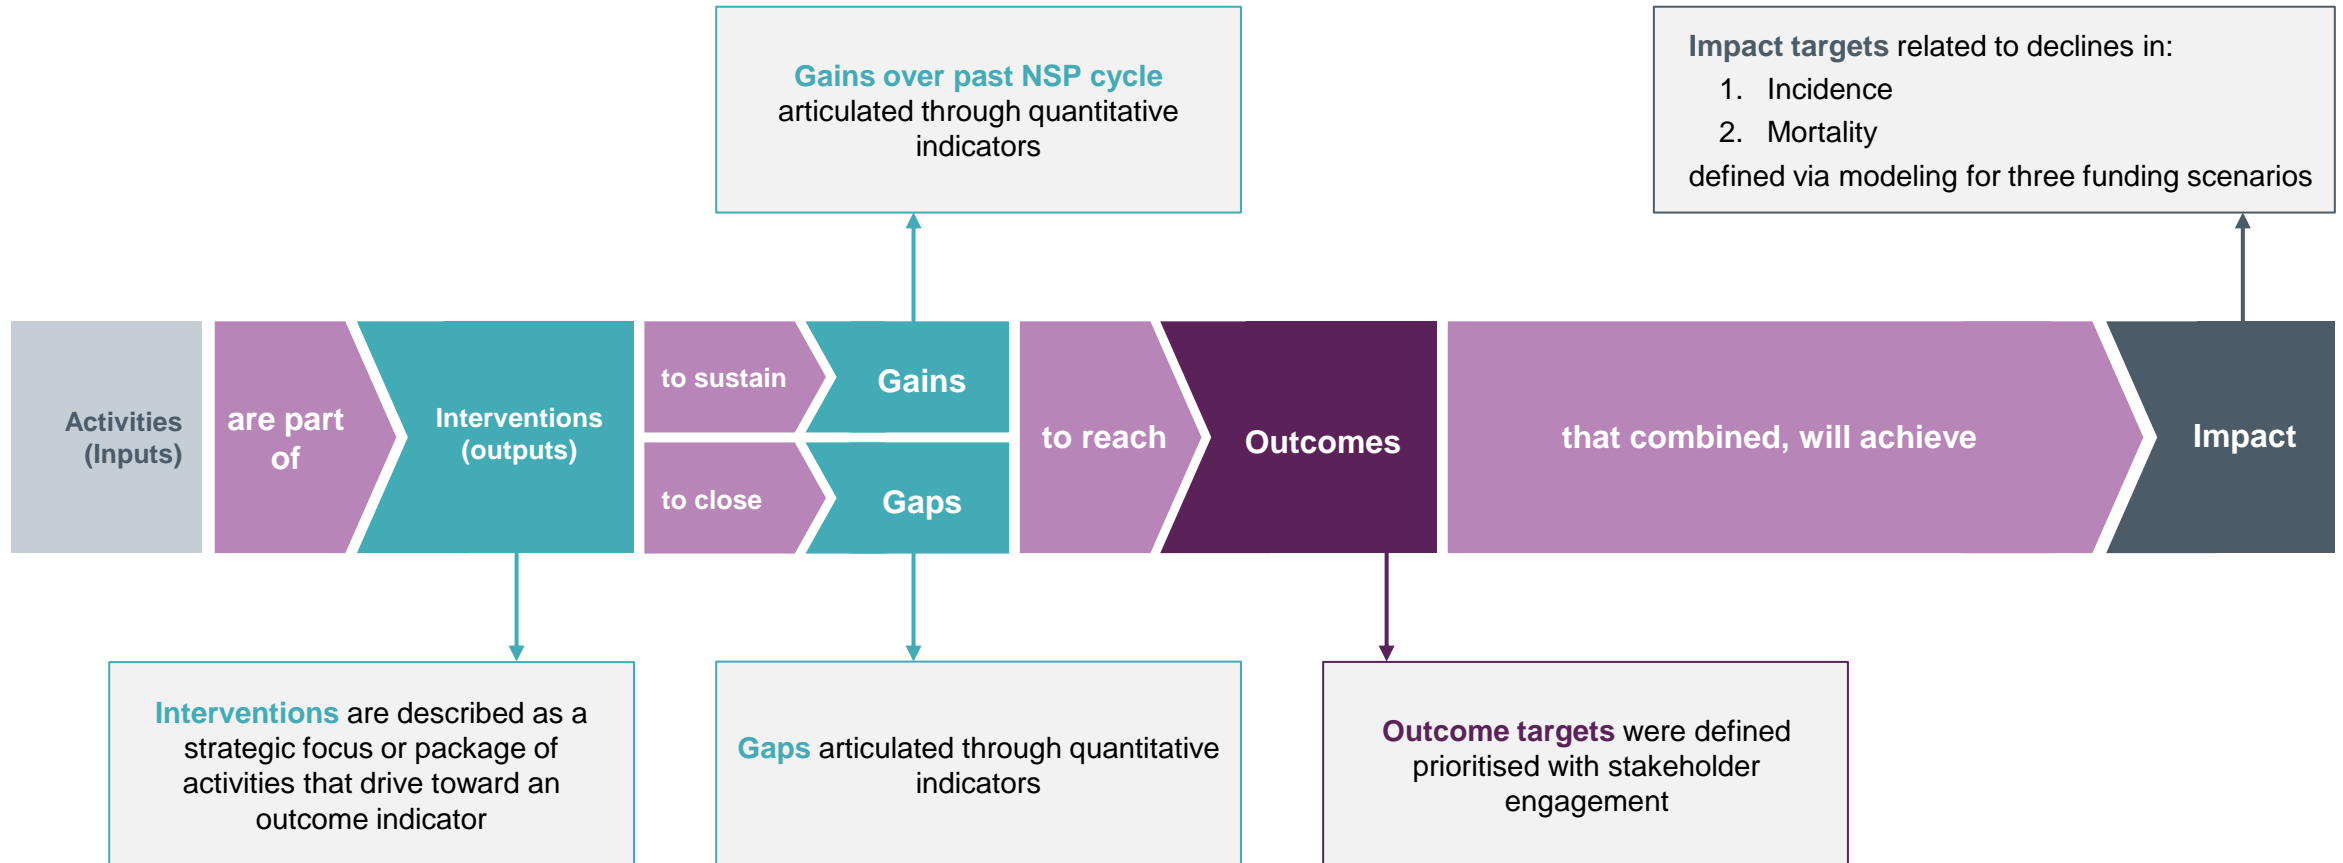 Gains over past NSP cycle
articulated through quantitative
indicators
Impact targets related to declines in:
1. Incidence
2. Mortality
defined via modeling for three funding scenarios
Activities
(Inputs)
are part
of
Interventions
(outputs)
to sustain
Gains
to close
Gaps
to reach
Outcomes
that combined, will achieve
Impact
Interventions are described as a
strategic focus or package of
activities that drive toward an
outcome indicator
Gaps articulated through quantitative
indicators
Outcome targets were defined
prioritised with stakeholder
engagement